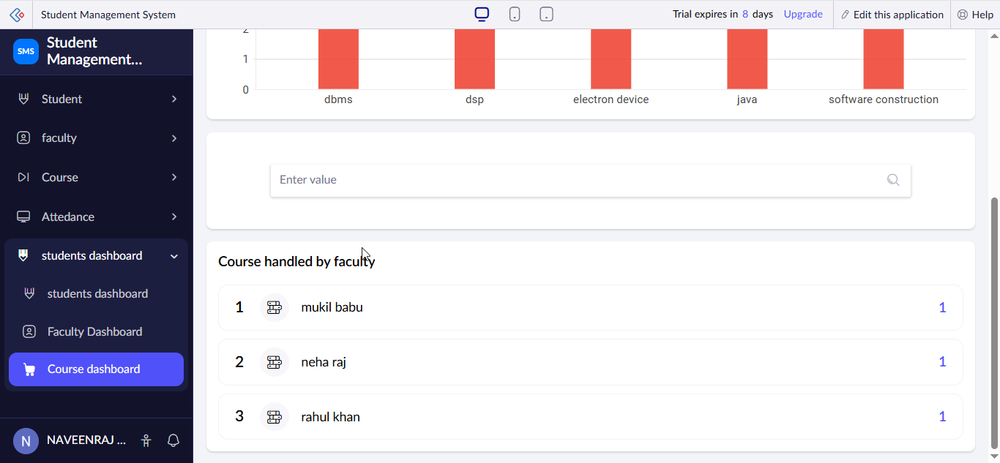 Student Management System
Trial expires in 8 days Upgrade
Edit this application
Help
SMS
Student
Management...
Student
faculty
Course
Attedance
students dashboard
students dashboard
Faculty Dashboard
Course dashboard
N
NAVEENRAJ ...
2
1
0
dbms
dsp
electron device
java
software construction
Enter value
Course handled by faculty
1 mukil babu 1
2 neha raj 1
3 rahul khan 1